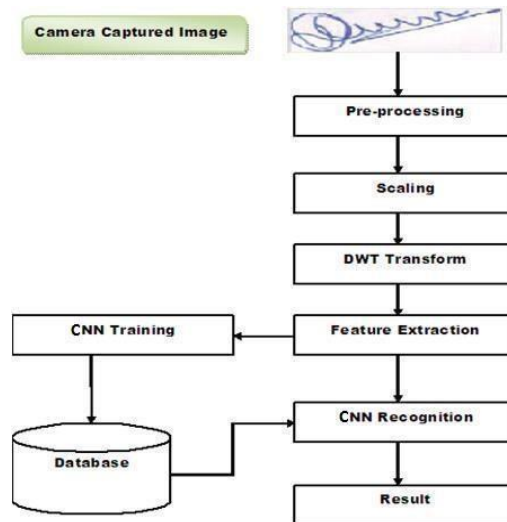 Camera Captured Image
Pre-processing
Scaling
DWT Transform
CNN Training
Feature Extraction
CNN Recognition
Database
Result